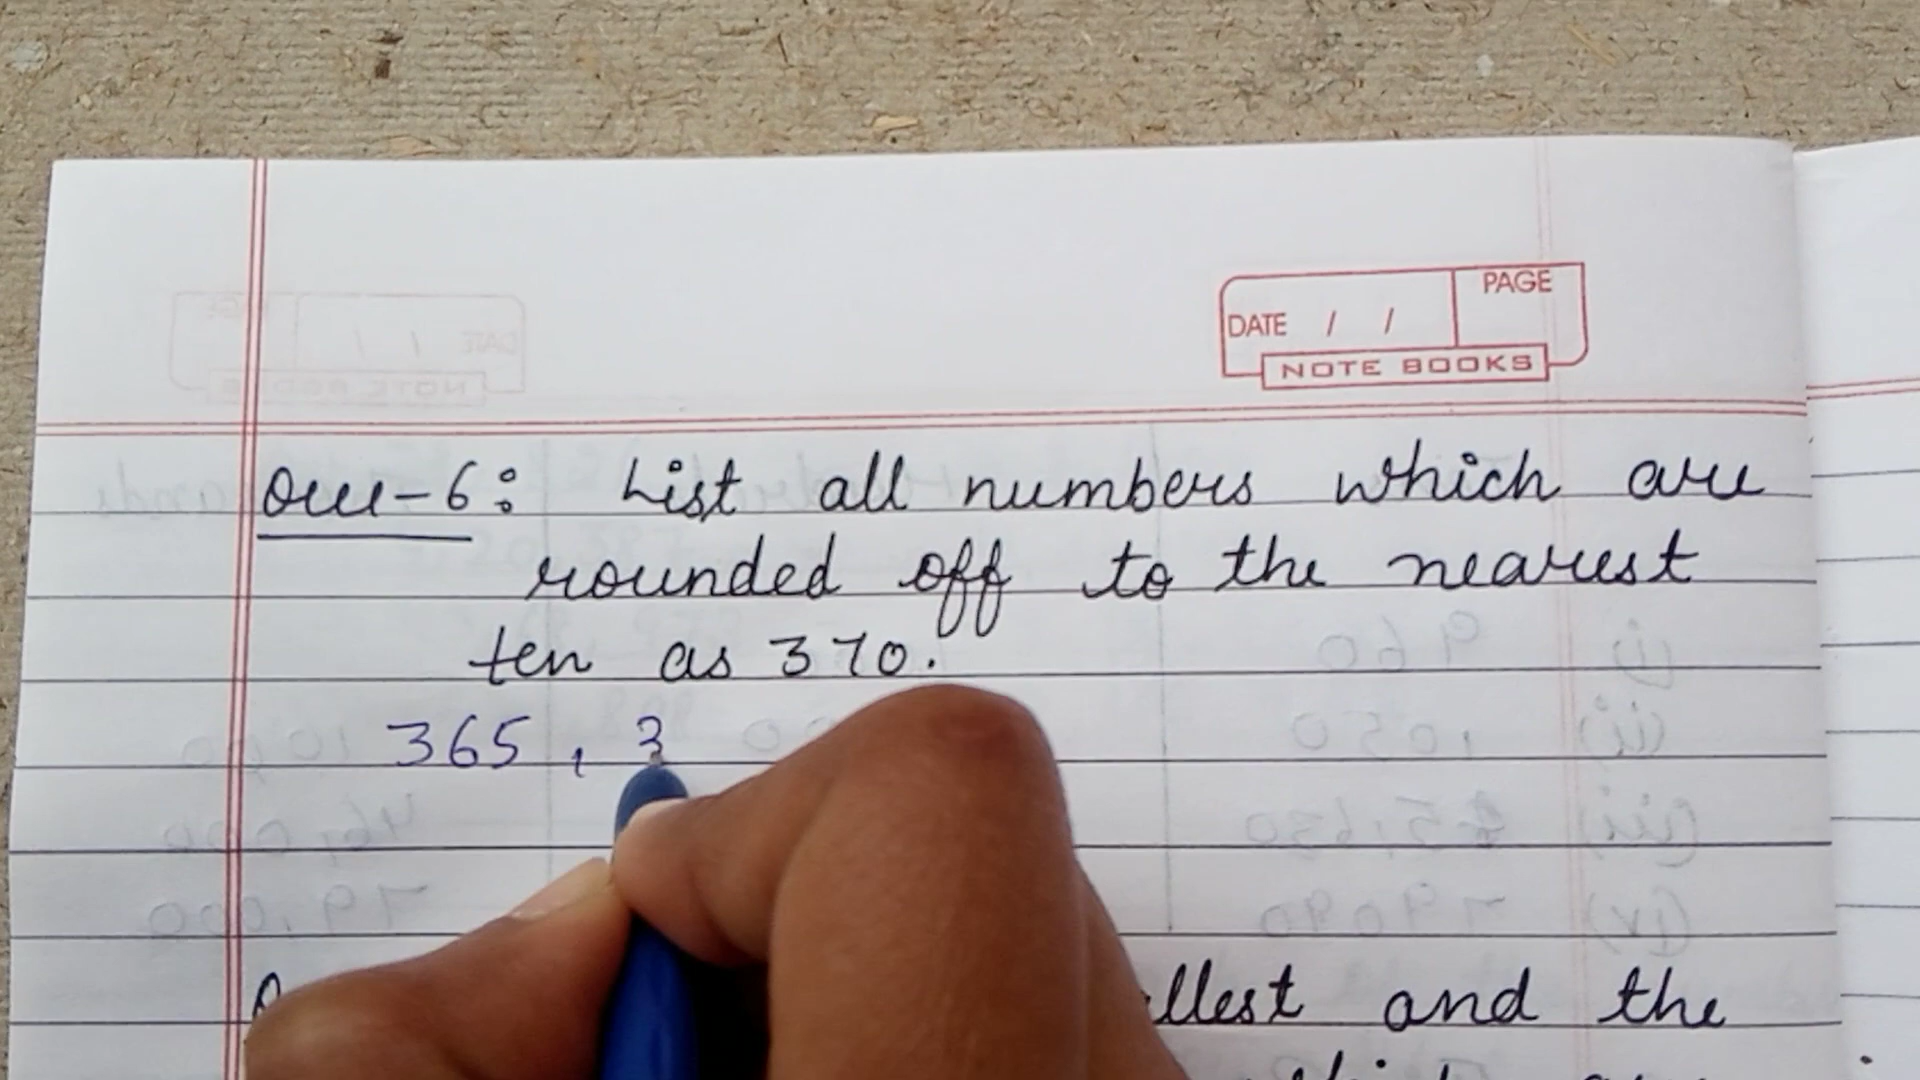 PAGE
DATE / /
NOTE BOOKS
Que-6: List all numbers which are
rounded off to the nearest
ten as 370.
365, 3
and the